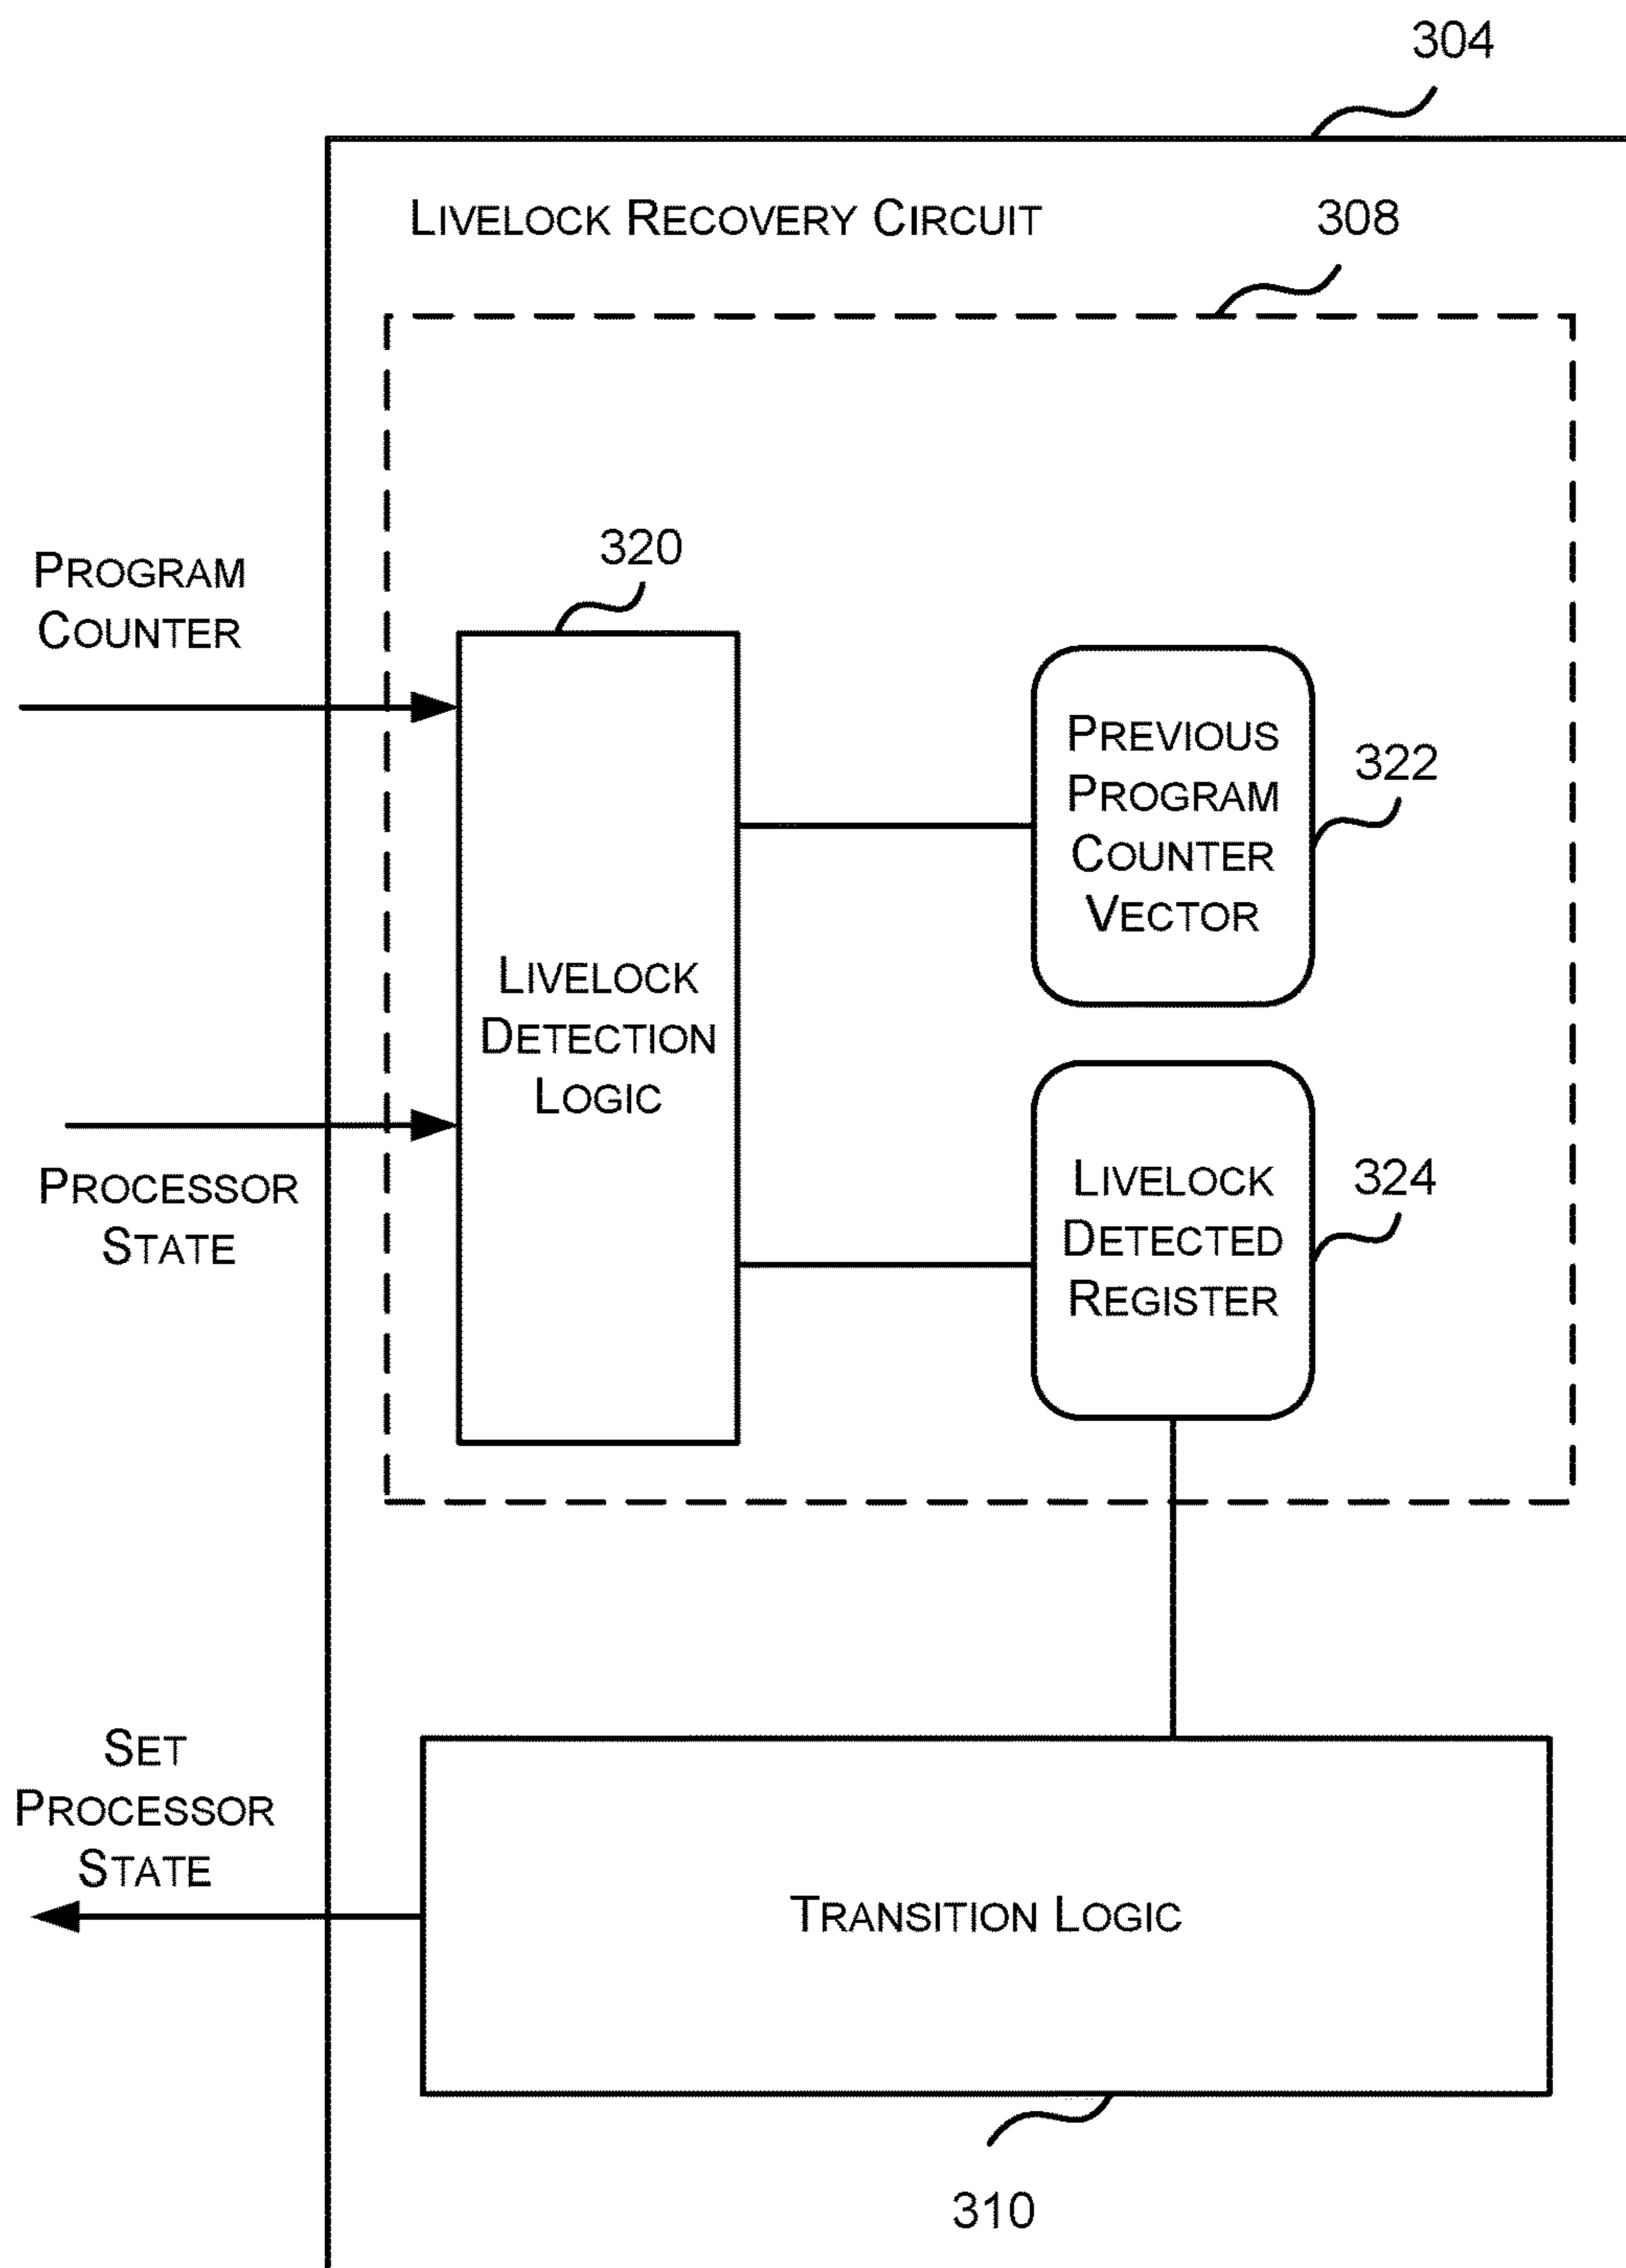 304
LIVELOCK RECOVERY CIRCUIT
308
320
PROGRAM
COUNTER
PREVIOUS
PROGRAM
COUNTER
VECTOR
322
LIVELOCK
DETECTION
LOGIC
PROCESSOR
STATE
LIVELOCK
DETECTED
REGISTER
324
SET
PROCESSOR
STATE
TRANSITION LOGIC
310